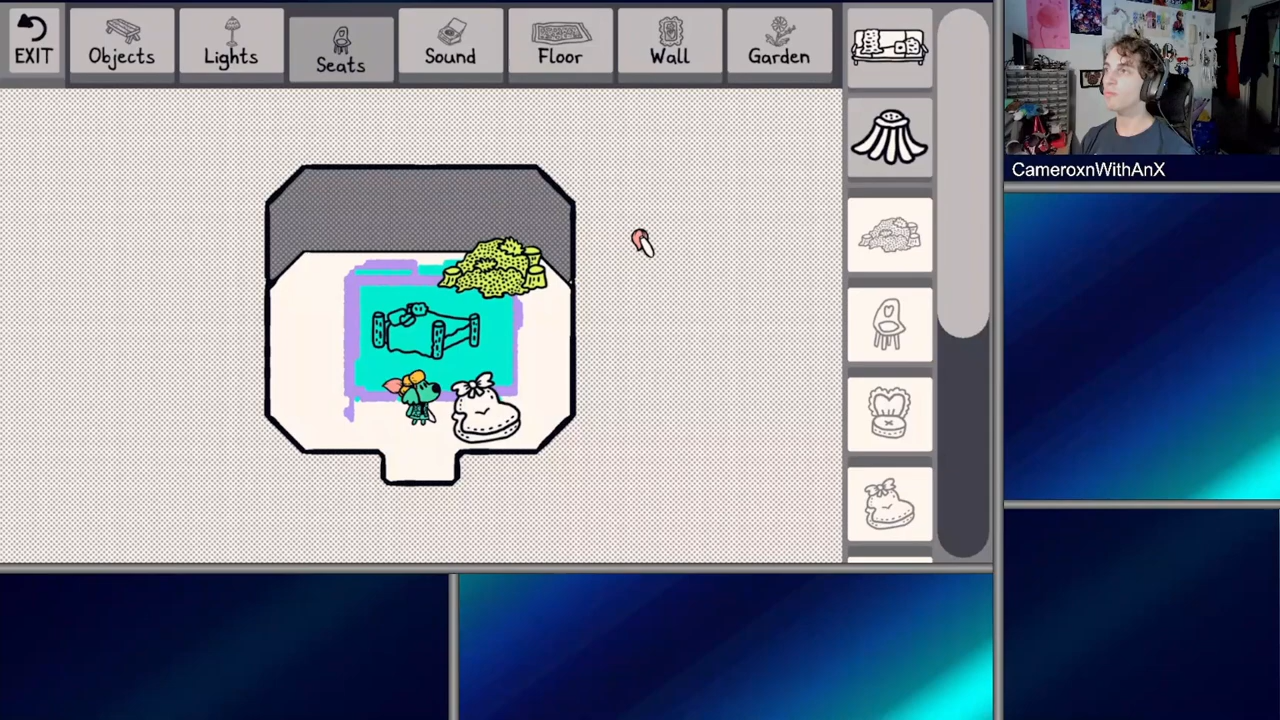 EXIT
Objects
Lights
Seats
Sound
Floor
Wall
Garden
CameroxnWithAnX